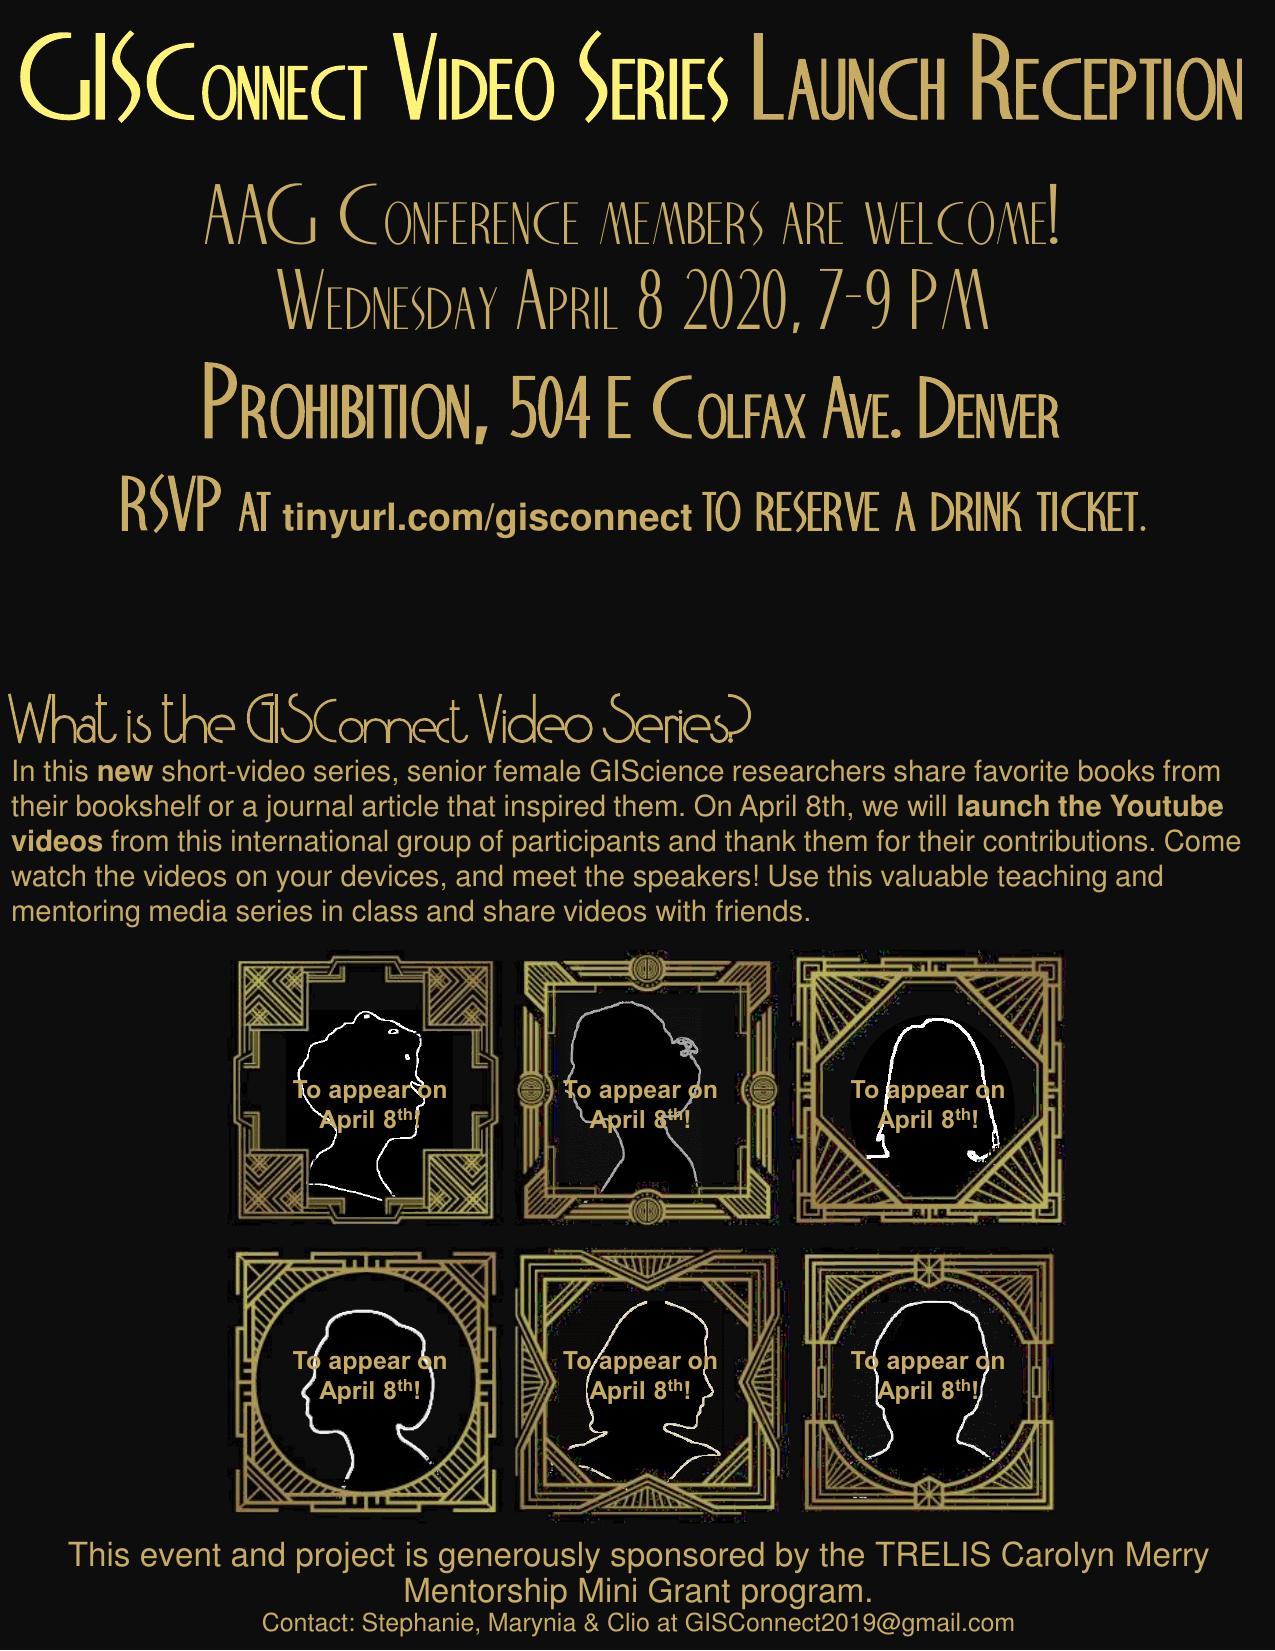 GISConnect Video Series Launch Reception
AAG Conference members are welcome!
Wednesday April 8 2020, 7-9 PM
Prohibition, 504 E Colfax Ave. Denver
RSVP at tinyurl.com/gisconnect to reserve a drink ticket.
What is the GISConnect Video Series?
In this new short-video series, senior female GIScience researchers share favorite books from
their bookshelf or a journal article that inspired them. On April 8th, we will launch the Youtube
videos from this international group of participants and thank them for their contributions. Come
watch the videos on your devices, and meet the speakers! Use this valuable teaching and
mentoring media series in class and share videos with friends.
To appear on
April 8th!
To appear on
April 8th!
To appear on
April 8th!
To appear on
April 8th!
To appear on
April 8th!
To appear on
April 8th!
This event and project is generously sponsored by the TRELIS Carolyn Merry
Mentorship Mini Grant program.
Contact: Stephanie, Marynia & Clio at GISConnect2019@gmail.com